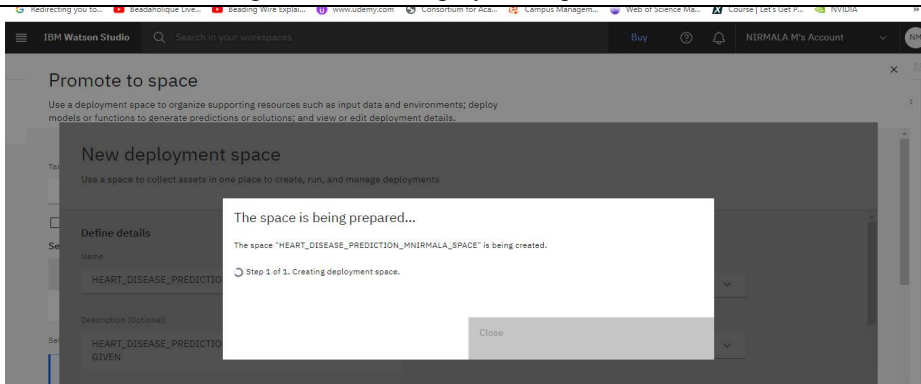 Redirecting you to... Beadaholique Live... Beading Wire Explai... www.udemy.com Consortium for Aca... Campus Managem... Web of Science Ma... Course | Let's Get P... NVIDIA »
IBM Watson Studio Search in your workspaces Buy NIRMALA M's Account NM
Promote to space
Use a deployment space to organize supporting resources such as input data and environments; deploy
models or functions to generate predictions or solutions; and view or edit deployment details.
New deployment space
Use a space to collect assets in one place to create, run, and manage deployments
The space is being prepared...
The space "HEART_DISEASE_PREDICTION_MNIRMALA_SPACE" is being created.
Step 1 of 1. Creating deployment space.
Close
Define details
Name
HEART_DISEASE_PREDICTIO
Description (Optional)
HEART_DISEASE_PREDICTIO
GIVEN